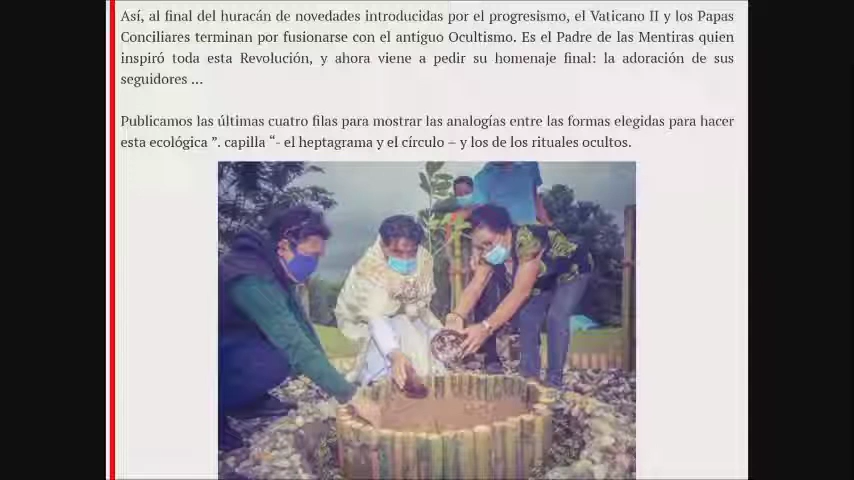 Así, al final del huracán de novedades introducidas por el progresismo, el Vaticano II y los Papas
Conciliares terminan por fusionarse con el antiguo Ocultismo. Es el Padre de las Mentiras quien
inspiró toda esta Revolución, y ahora viene a pedir su homenaje final: la adoración de sus
seguidores ...
Publicamos las últimas cuatro filas para mostrar las analogías entre las formas elegidas para hacer
esta ecológica ”. capilla “- el heptagrama y el círculo – y los de los rituales ocultos.